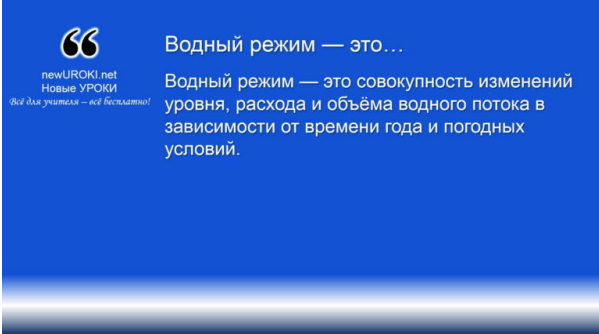 newUROKI.net
Новые УРОКИ
Всё для учителя – всё бесплатно!
Водный режим — это…
Водный режим — это совокупность изменений
уровня, расхода и объёма водного потока в
зависимости от времени года и погодных
условий.